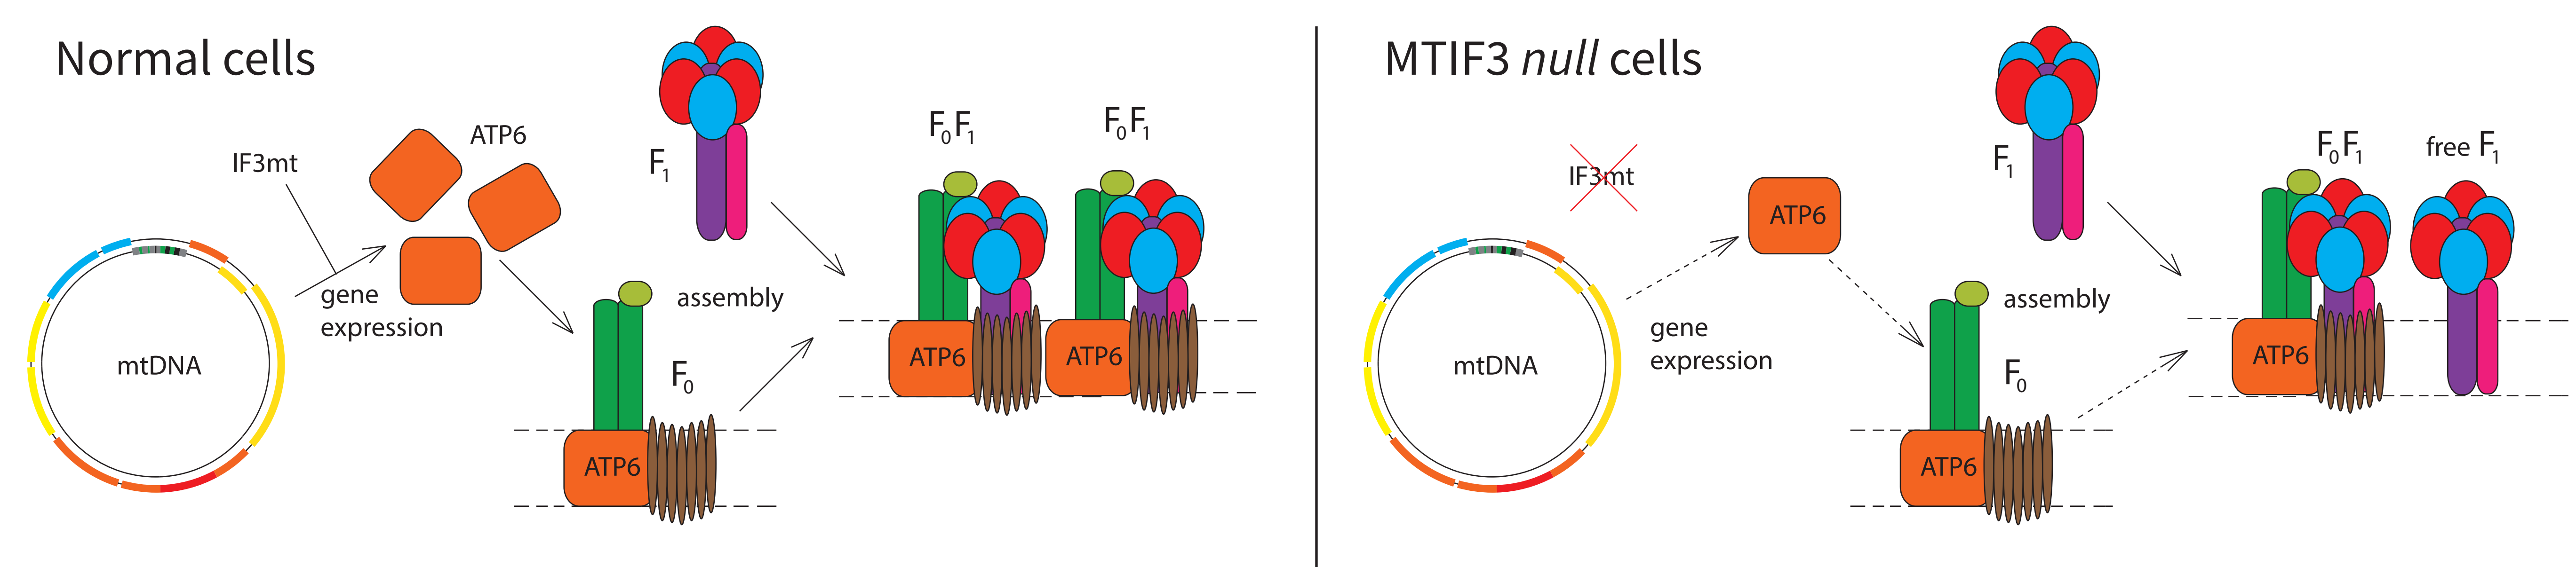 Normal cells
IF3mt
ATP6
gene
expression
mtDNA
F1
assembly
F0
ATP6
F0F1
F0F1
ATP6
ATP6
MTIF3 null cells
IF3mt
ATP6
gene
expression
mtDNA
F1
assembly
F0
ATP6
F0F1
free F1
ATP6